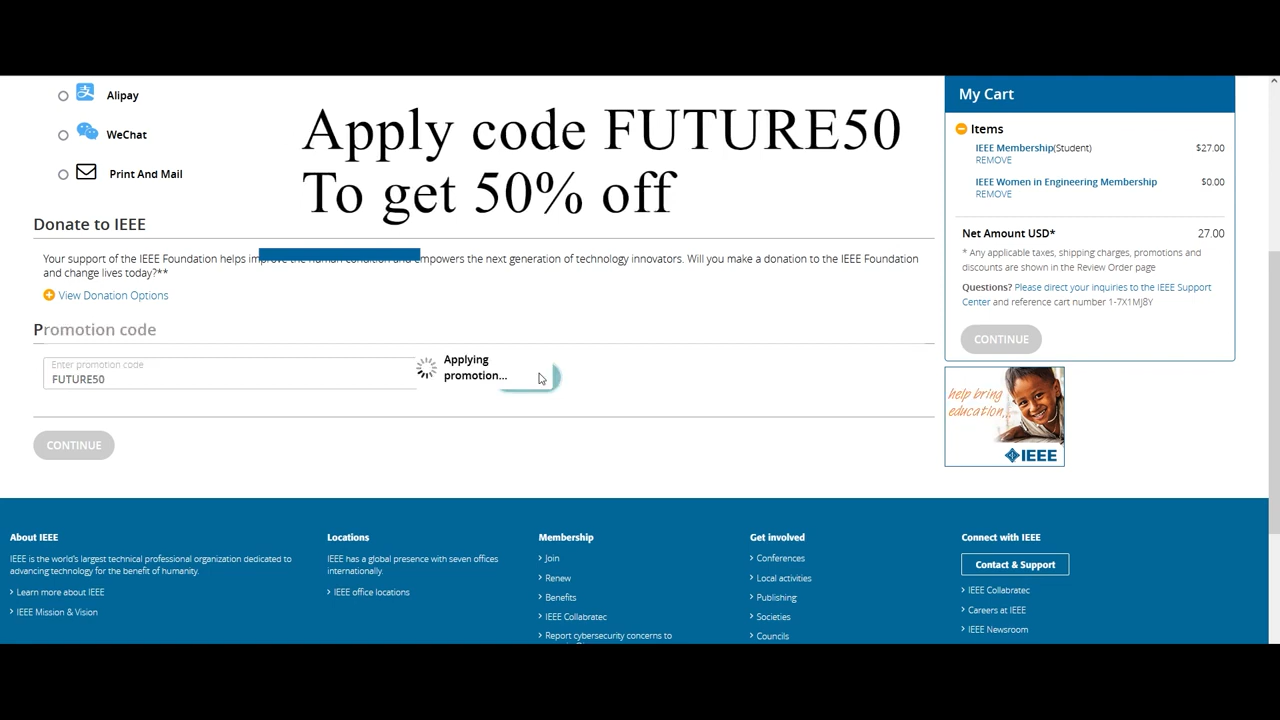 Alipay
WeChat
Print And Mail
Apply code FUTURE50
To get 50% off
Donate to IEEE
Your support of the IEEE Foundation helps improve the human condition and empowers the next generation of technology innovators. Will you make a donation to the IEEE Foundation
and change lives today?**
View Donation Options
Promotion code
Enter promotion code
FUTURE50
Applying
promotion...
CONTINUE
My Cart
Items
IEEE Membership(Student) $27.00
REMOVE
IEEE Women in Engineering Membership $0.00
REMOVE
Net Amount USD* 27.00
* Any applicable taxes, shipping charges, promotions and
discounts are shown in the Review Order page
Questions? Please direct your inquiries to the IEEE Support
Center and reference cart number 1-7X1MJ8Y
CONTINUE
help bring
education...
IEEE
About IEEE
IEEE is the world's largest technical professional organization dedicated to
advancing technology for the benefit of humanity.
Learn more about IEEE
IEEE Mission & Vision
Locations
IEEE has a global presence with seven offices
internationally.
IEEE office locations
Membership
Join
Renew
Benefits
IEEE Collabratec
Report cybersecurity concerns to
Get involved
Conferences
Local activities
Publishing
Societies
Councils
Connect with IEEE
Contact & Support
IEEE Collabratec
Careers at IEEE
IEEE Newsroom